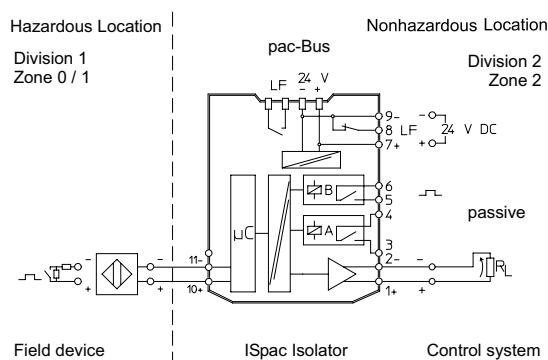 Hazardous Location
Nonhazardous Location
Division 1
Zone 0 / 1
pac-Bus
Division 2
Zone 2
LF 24 V
- +
9-
8 LF
7+
- +
24 V DC
6
5
4
3
B
A
µC
passive
11-
10+
2-
1+
- +
- +
- +
RL
Field device
ISpac Isolator
Control system